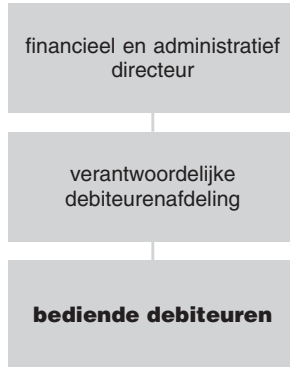 financieel en administratief
directeur
verantwoordelijke
debiteurenafdeling
bediende debiteuren